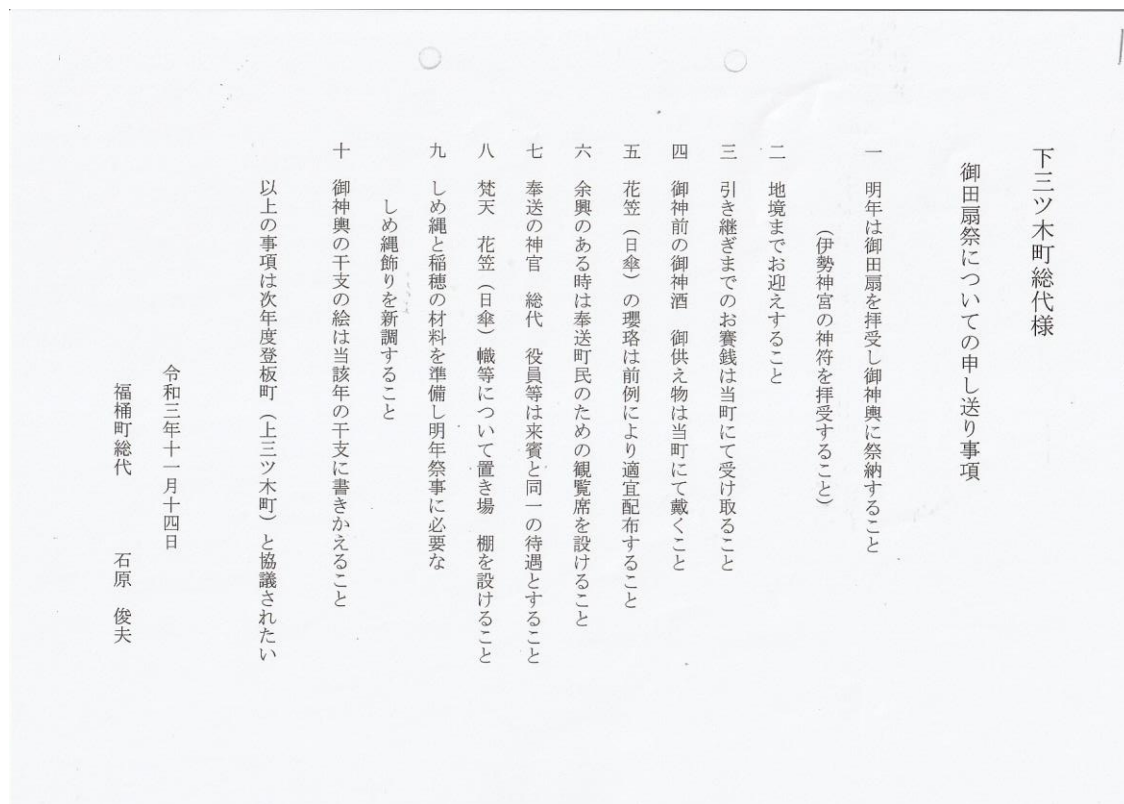 下三ツ木町総代様
御田扇祭についての申し送り事項
一　明年は御田扇を拝受し御神輿に祭納すること
（伊勢神宮の神符を拝受すること）
二　地境までお迎えすること
三　引き継ぎまでのお賽銭は当町にて受け取ること
四　御神前の御神酒　御供え物は当町にて戴くこと
五　花笠（日傘）の瓔珞は前例により適宜配布すること
六　余興のある時は奉送町民のための観覧席を設けること
七　奉送の神官　総代　役員等は来賓と同一の待遇とすること
八　梵天　花笠（日傘）幟等について置き場　棚を設けること
九　しめ縄と稲穂の材料を準備し明年祭事に必要な
しめ縄飾りを新調すること
十　御神輿の干支の絵は当該年の干支に書きかえること
以上の事項は次年度登板町（上三ツ木町）と協議されたい
令和三年十一月十四日
福桶町総代　　　石原　俊夫